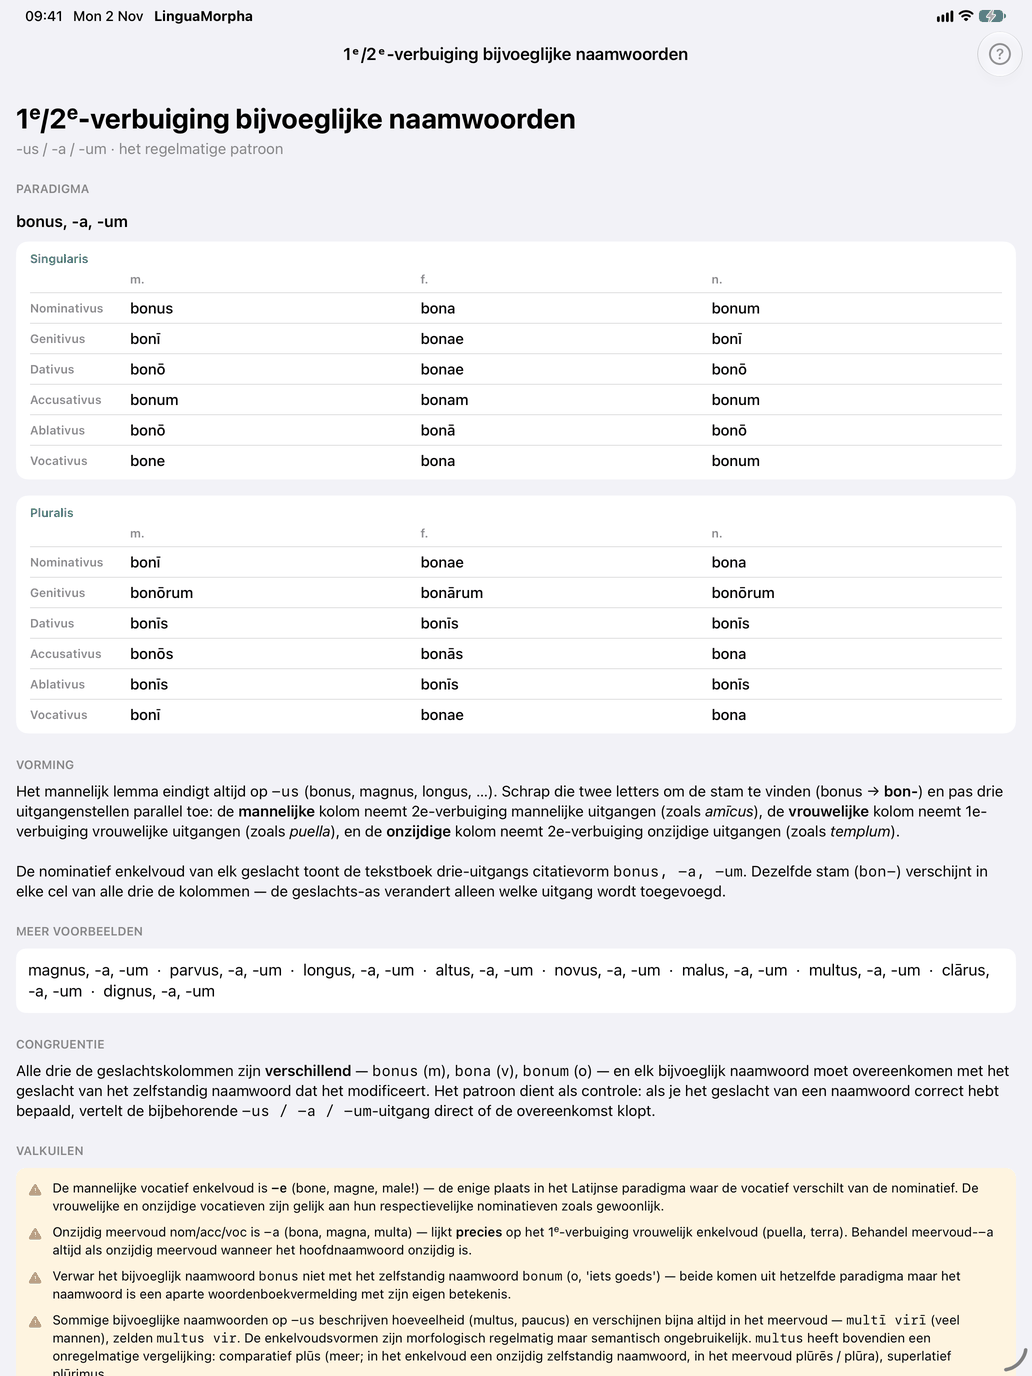 09:41 Mon 2 Nov LinguaMorpha
1ᵉ/2ᵉ-verbuiging bijvoeglijke naamwoorden
?
1ᵉ/2ᵉ-verbuiging bijvoeglijke naamwoorden
-us / -a / -um · het regelmatige patroon
PARADIGMA
bonus, -a, -um
Singularis
m. f. n.
Nominativus bonus bona bonum
Genitivus bonī bonae bonī
Dativus bonō bonae bonō
Accusativus bonum bonam bonum
Ablativus bonō bonā bonō
Vocativus bone bona bonum
Pluralis
m. f. n.
Nominativus bonī bonae bona
Genitivus bonōrum bonārum bonōrum
Dativus bonīs bonīs bonīs
Accusativus bonōs bonās bona
Ablativus bonīs bonīs bonīs
Vocativus bonī bonae bona
VORMING
Het mannelijk lemma eindigt altijd op -us (bonus, magnus, longus, …). Schrap die twee letters om de stam te vinden (bonus → bon-) en pas drie
uitgangenstellen parallel toe: de mannelijke kolom neemt 2e-verbuiging mannelijke uitgangen (zoals amīcus), de vrouwelijke kolom neemt 1e-
verbuiging vrouwelijke uitgangen (zoals puella), en de onzijdige kolom neemt 2e-verbuiging onzijdige uitgangen (zoals templum).
De nominatief enkelvoud van elk geslacht toont de tekstboek drie-uitgangs citatievorm bonus, -a, -um. Dezelfde stam (bon-) verschijnt in
elke cel van alle drie de kolommen — de geslachts-as verandert alleen welke uitgang wordt toegevoegd.
MEER VOORBEELDEN
magnus, -a, -um · parvus, -a, -um · longus, -a, -um · altus, -a, -um · novus, -a, -um · malus, -a, -um · multus, -a, -um · clārus,
-a, -um · dignus, -a, -um
CONGRUENTIE
Alle drie de geslachtskolommen zijn verschillend — bonus (m), bona (v), bonum (o) — en elk bijvoeglijk naamwoord moet overeenkomen met het
geslacht van het zelfstandig naamwoord dat het modificeert. Het patroon dient als controle: als je het geslacht van een naamwoord correct hebt
bepaald, vertelt de bijbehorende -us / -a / -um-uitgang direct of de overeenkomst klopt.
VALKUILEN
De mannelijke vocatief enkelvoud is -e (bone, magne, male!) — de enige plaats in het Latijnse paradigma waar de vocatief verschilt van de nominatief. De
vrouwelijke en onzijdige vocatieven zijn gelijk aan hun respectievelijke nominatieven zoals gewoonlijk.
Onzijdig meervoud nom/acc/voc is -a (bona, magna, multa) — lijkt precies op het 1ᵉ-verbuiging vrouwelijk enkelvoud (puella, terra). Behandel meervoud--a
altijd als onzijdig meervoud wanneer het hoofdnaamwoord onzijdig is.
Verwar het bijvoeglijk naamwoord bonus niet met het zelfstandig naamwoord bonum (o, 'iets goeds') — beide komen uit hetzelfde paradigma maar het
naamwoord is een aparte woordenboekvermelding met zijn eigen betekenis.
Sommige bijvoeglijke naamwoorden op -us beschrijven hoeveelheid (multus, paucus) en verschijnen bijna altijd in het meervoud — multī virī (veel
mannen), zelden multus vir. De enkelvoudsvormen zijn morfologisch regelmatig maar semantisch ongebruikelijk. multus heeft bovendien een
onregelmatige vergelijking: comparatief plūs (meer; in het enkelvoud een onzijdig zelfstandig naamwoord, in het meervoud plūrēs / plūra), superlatief
plūrimus.